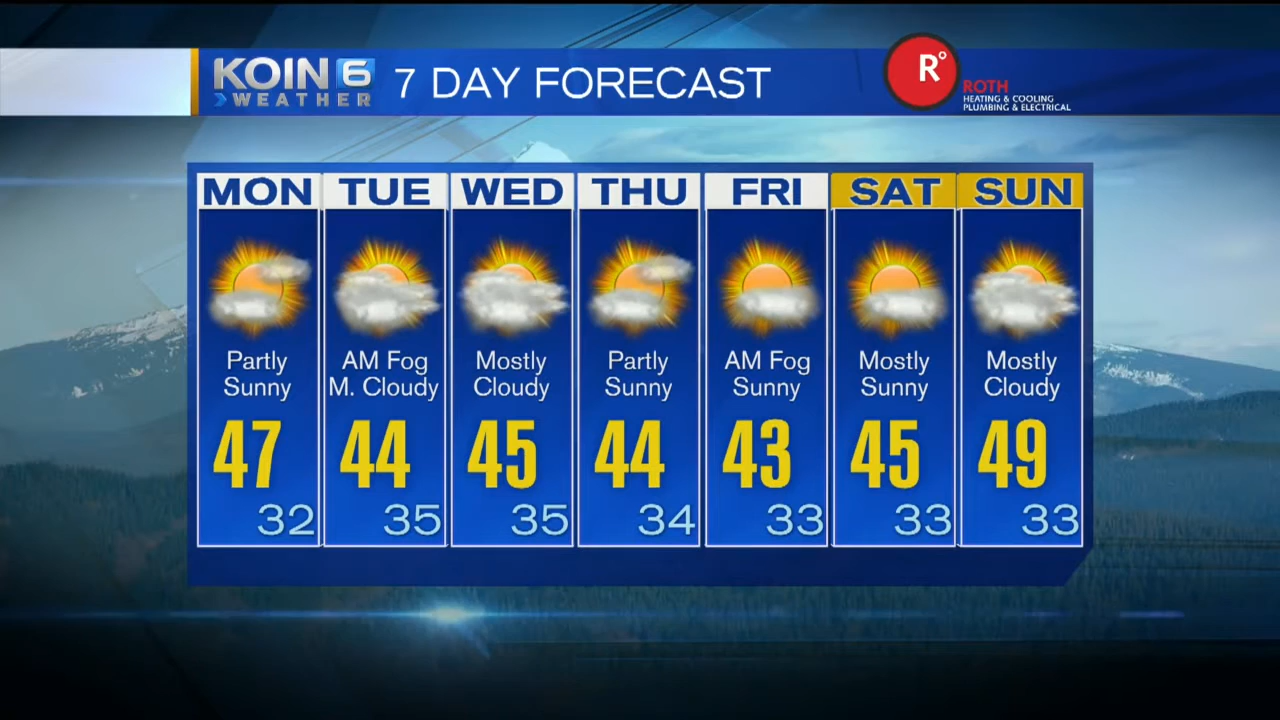 KOIN 6
WEATHER
7 DAY FORECAST
R°
ROTH
HEATING & COOLING
PLUMBING & ELECTRICAL
MON TUE WED THU FRI SAT SUN
Partly AM Fog Mostly Partly AM Fog Mostly Mostly
Sunny M. Cloudy Cloudy Sunny Sunny Sunny Cloudy
47 44 45 44 43 45 49
32 35 35 34 33 33 33